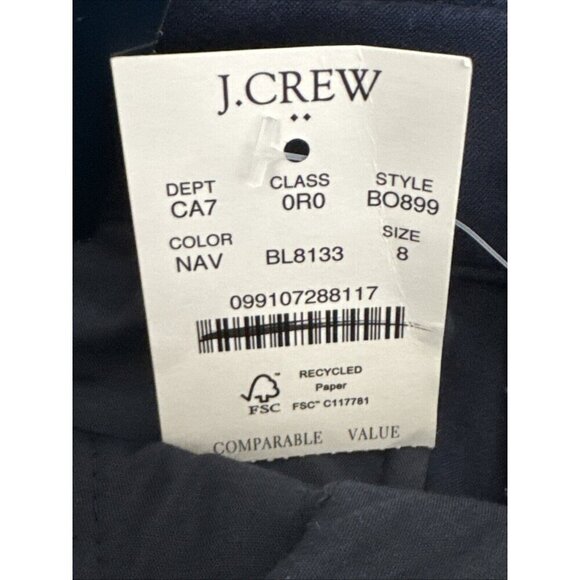 J.CREW
DEPT CLASS STYLE
CA7 0R0 BO899
COLOR SIZE
NAV BL8133 8
099107288117
RECYCLED
Paper
FSC™ C117781
FSC
COMPARABLE VALUE